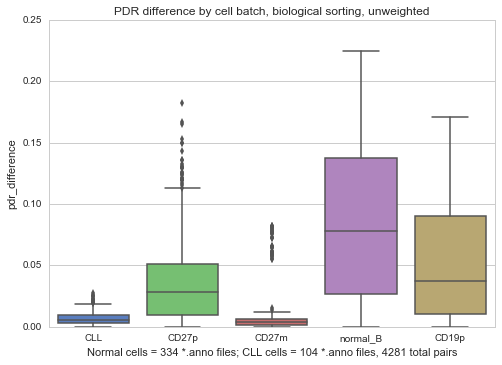 PDR difference by cell batch, biological sorting, unweighted
0.25
0.20
0.15
0.10
0.05
0.00
pdr_difference
CLL CD27p CD27m normal_B CD19p
Normal cells = 334 *.anno files; CLL cells = 104 *.anno files, 4281 total pairs